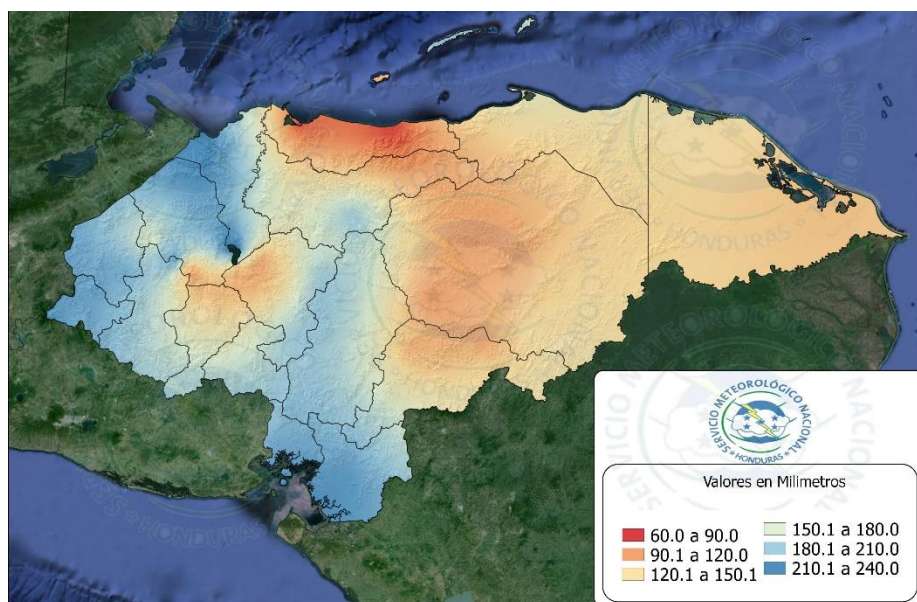 SERVICIO METEOROLÓGICO NACIONAL
HONDURAS
Valores en Milimetros
60.0 a 90.0
90.1 a 120.0
120.1 a 150.1
150.1 a 180.0
180.1 a 210.0
210.1 a 240.0